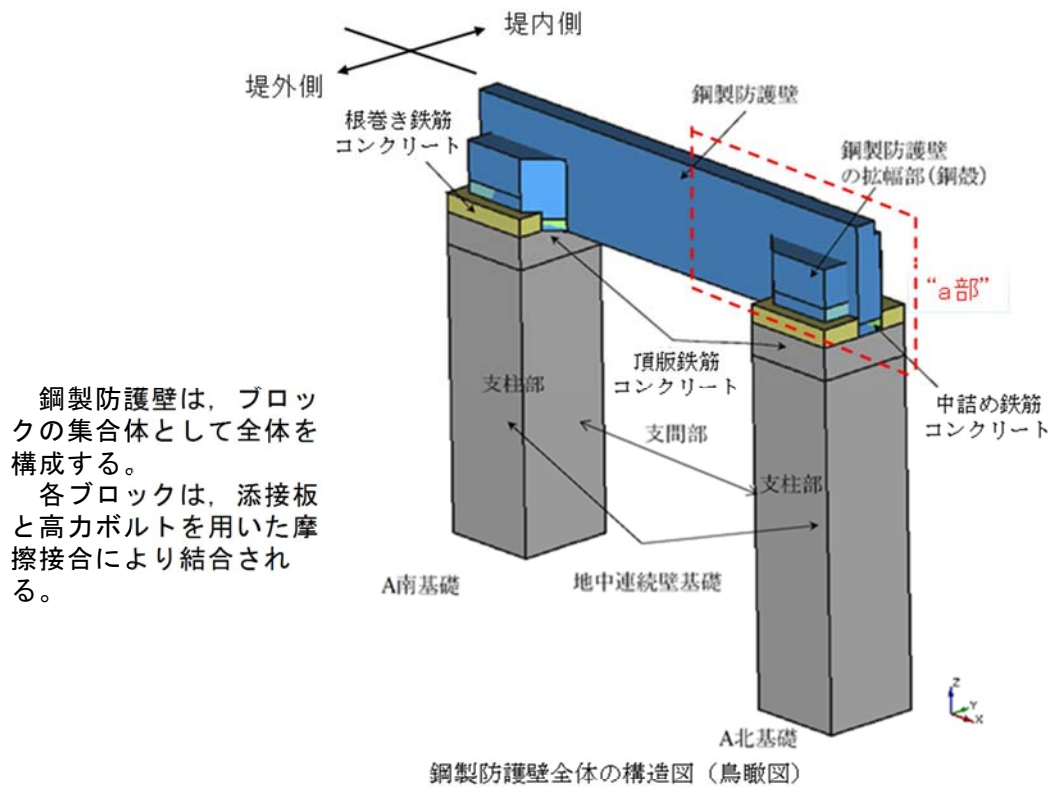 堤内側
堤外側
鋼製防護壁
根巻き鉄筋
コンクリート
鋼製防護壁
の拡幅部(鋼殻)
“a部”
頂版鉄筋
コンクリート
支柱部
中詰め鉄筋
コンクリート
支間部
支柱部
鋼製防護壁は，ブロッ
クの集合体として全体を
構成する。
各ブロックは，添接板
と高力ボルトを用いた摩
擦接合により結合され
る。
A南基礎
地中連続壁基礎
Z
Y
X
A北基礎
鋼製防護壁全体の構造図（鳥瞰図）